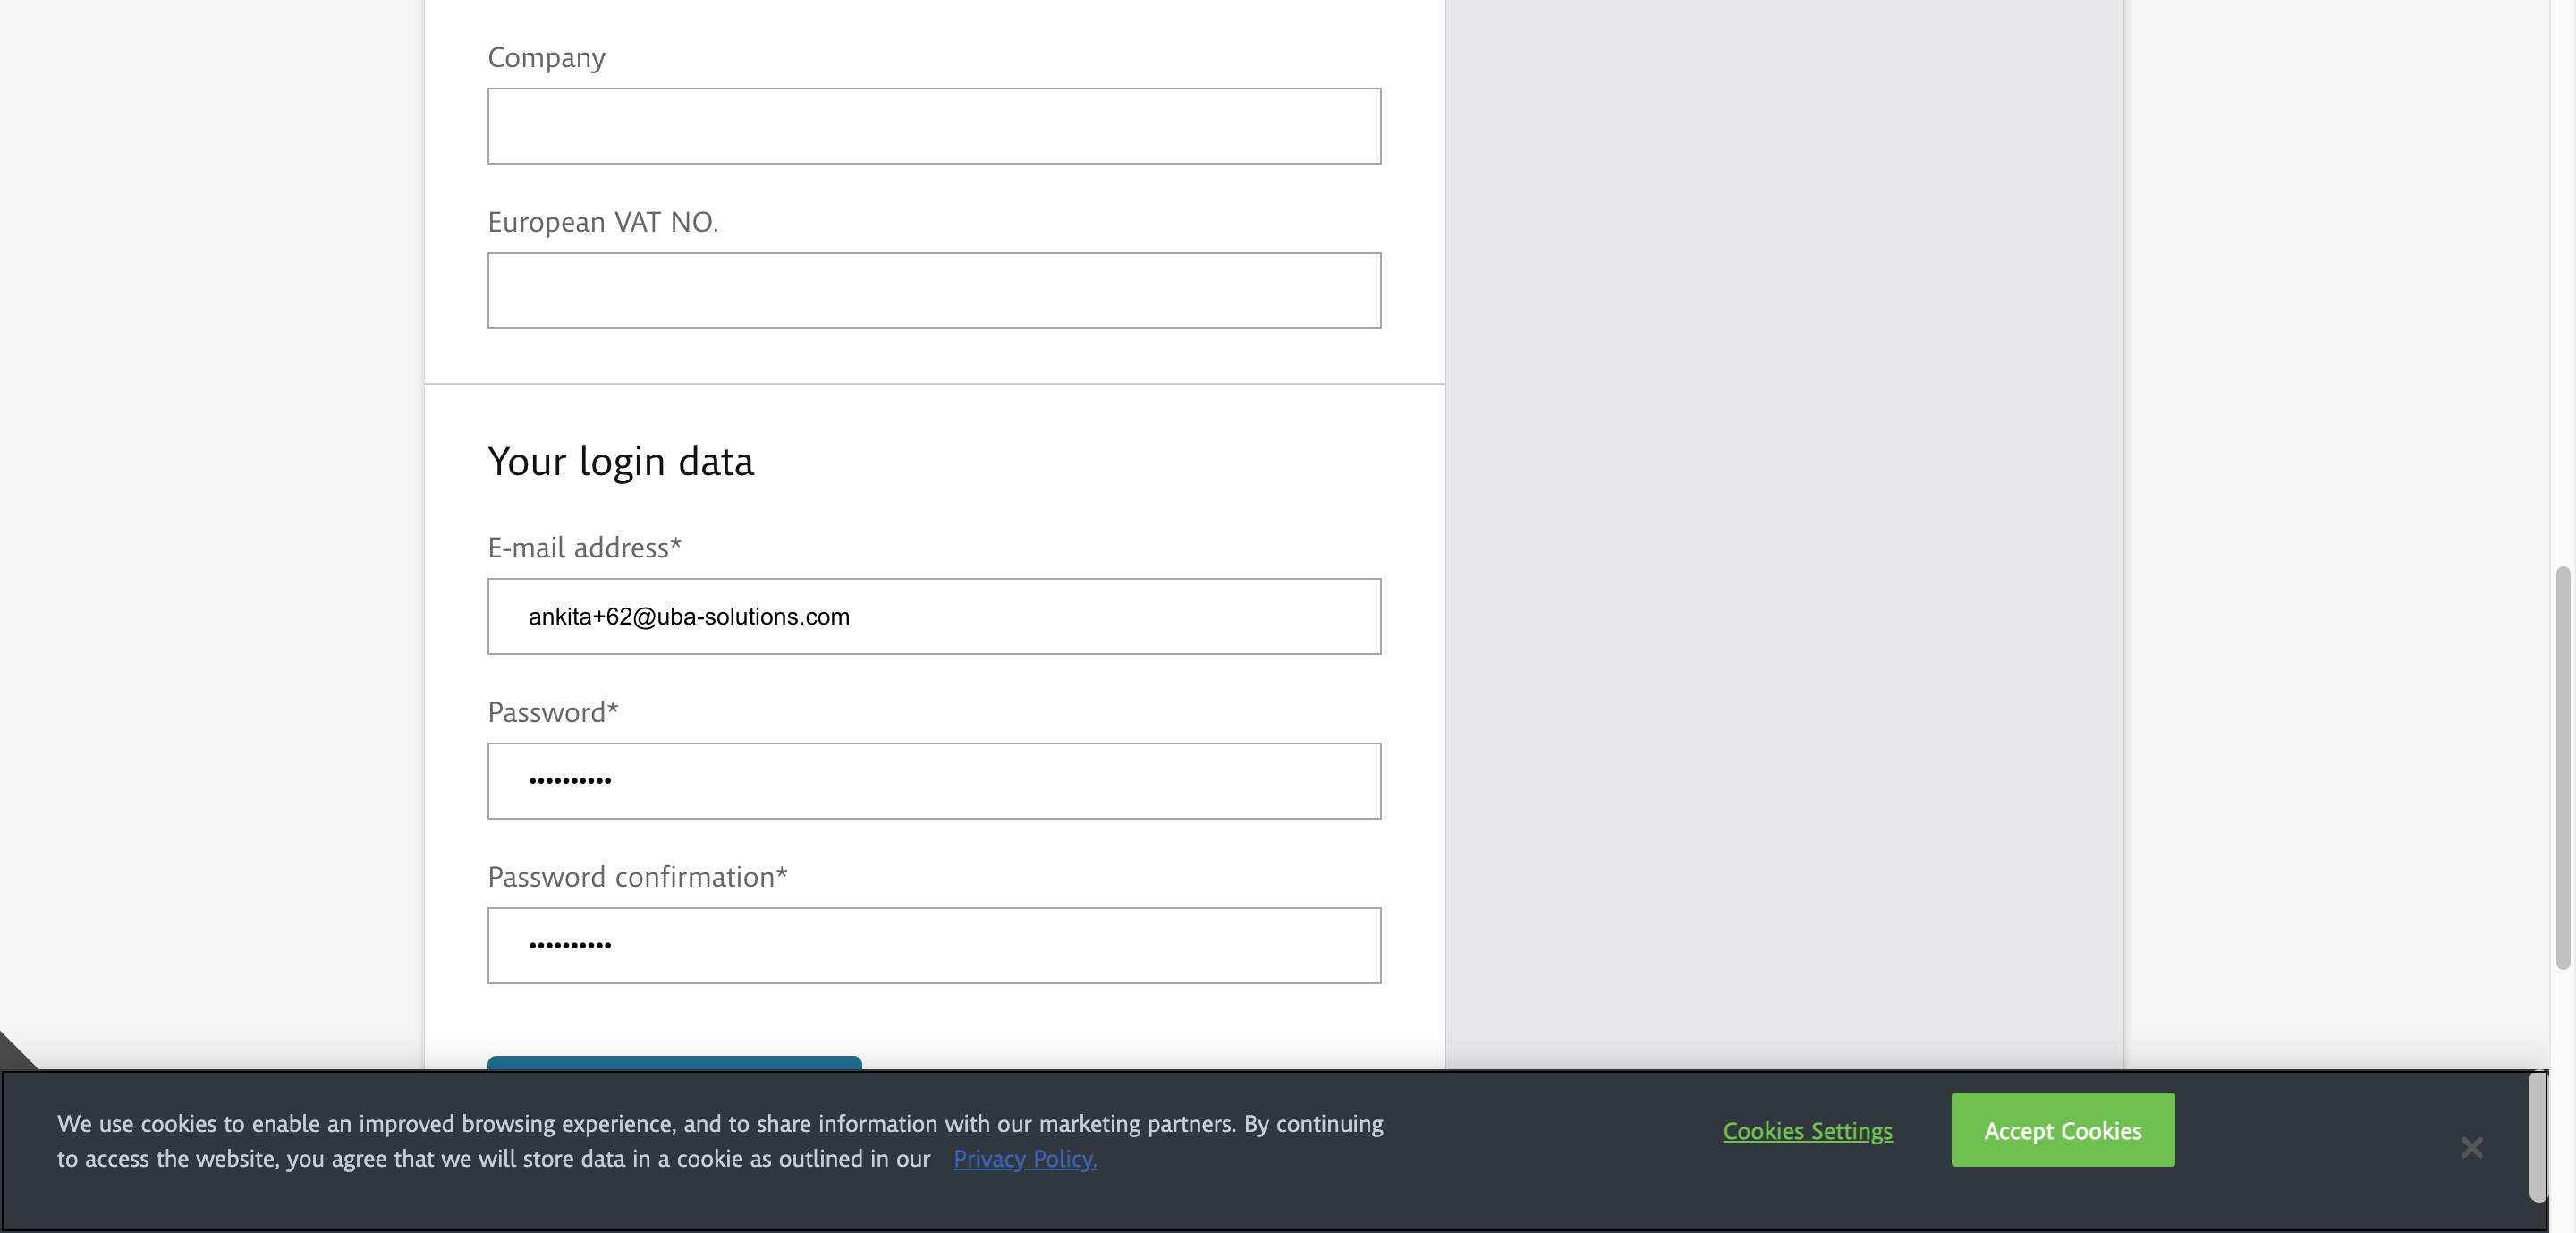 Company
European VAT NO.
Your login data
E-mail address*
ankita+62@uba-solutions.com
Password*
••••••••••
Password confirmation*
••••••••••
We use cookies to enable an improved browsing experience, and to share information with our marketing partners. By continuing
to access the website, you agree that we will store data in a cookie as outlined in our Privacy Policy.
Cookies Settings
Accept Cookies